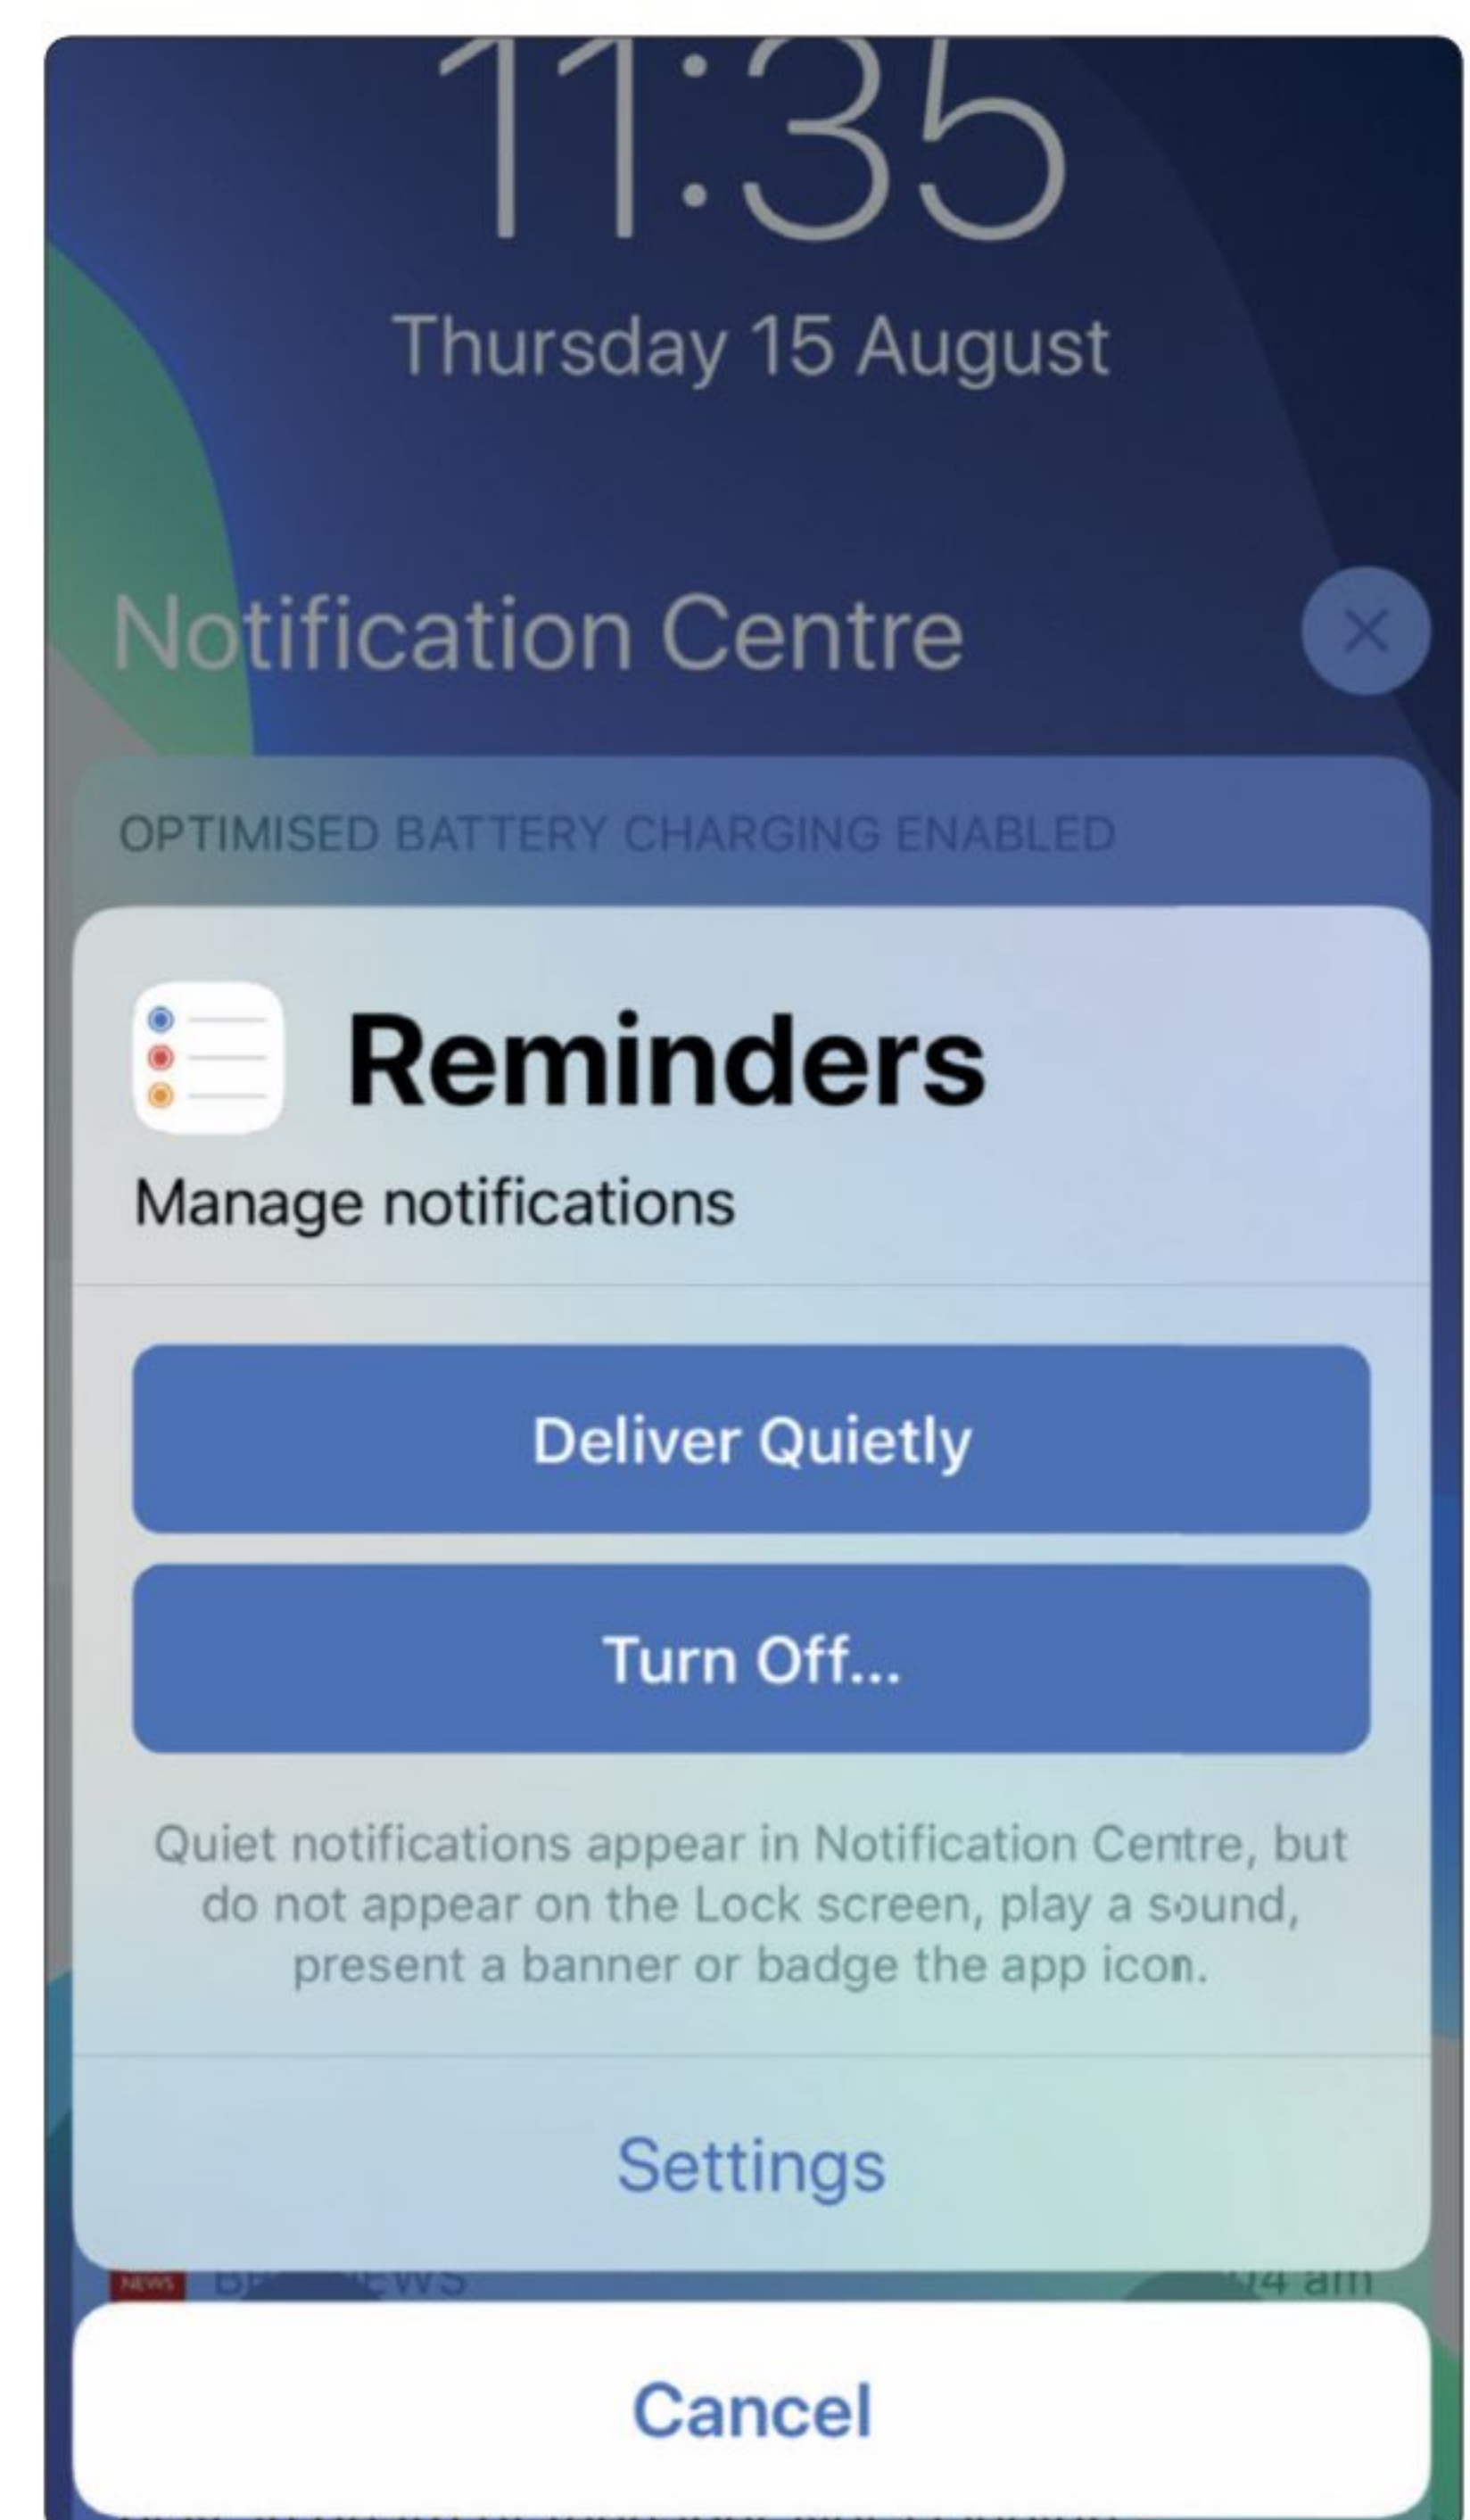 11:35
Thursday 15 August
Notification Centre
OPTIMISED BATTERY CHARGING ENABLED
Reminders
Manage notifications
Deliver Quietly
Turn Off...
Quiet notifications appear in Notification Centre, but
do not appear on the Lock screen, play a sound,
present a banner or badge the app icon.
Settings
NEWS
Cancel